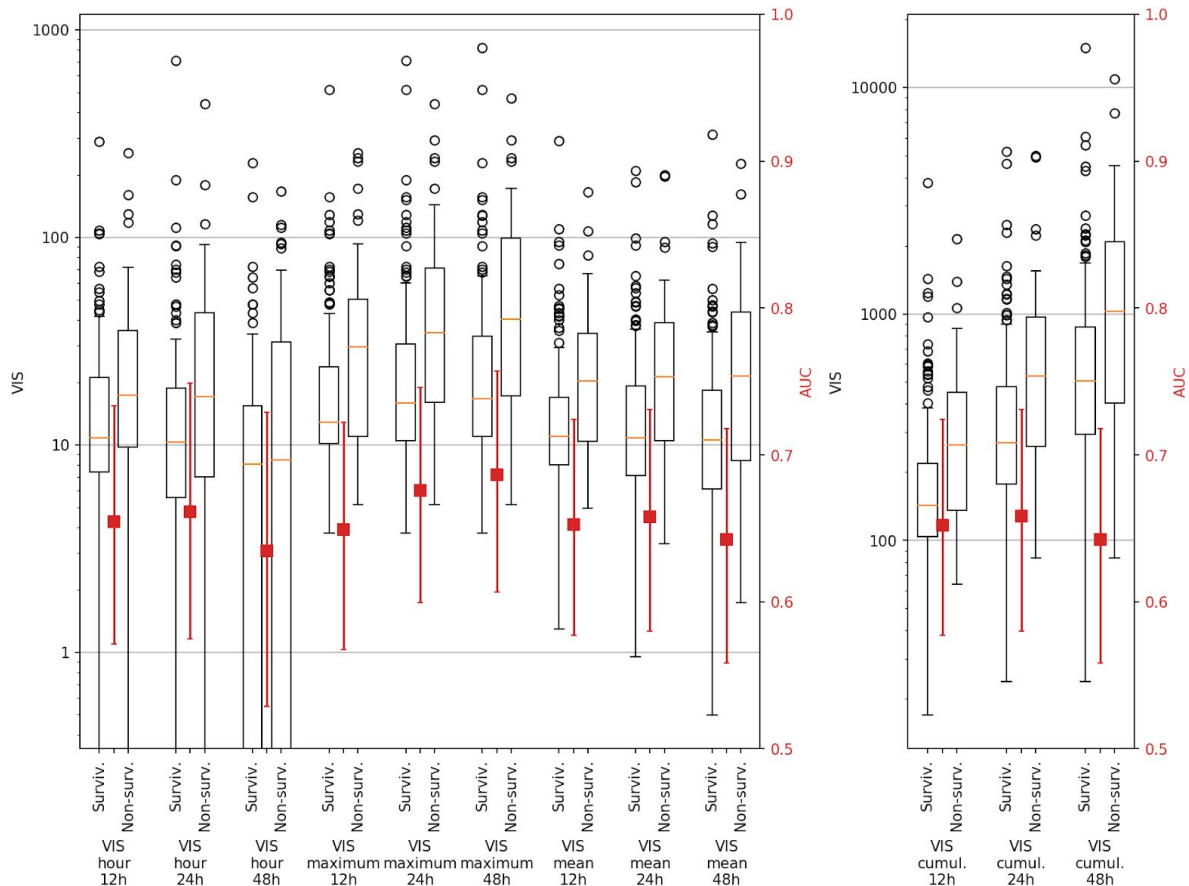 1000
100
10
1
VIS
1.0
0.9
0.8
0.7
0.6
0.5
AUC
10000
1000
100
VIS
1.0
0.9
0.8
0.7
0.6
0.5
AUC
Surviv.
Non-surv.
Surviv.
Non-surv.
Surviv.
Non-surv.
Surviv.
Non-surv.
Surviv.
Non-surv.
Surviv.
Non-surv.
Surviv.
Non-surv.
Surviv.
Non-surv.
Surviv.
Non-surv.
Surviv.
Non-surv.
Surviv.
Non-surv.
Surviv.
Non-surv.
VIS VIS VIS VIS VIS VIS VIS VIS VIS VIS VIS VIS
hour hour hour maximum maximum maximum mean mean mean cumul. cumul. cumul.
12h 24h 48h 12h 24h 48h 12h 24h 48h 12h 24h 48h